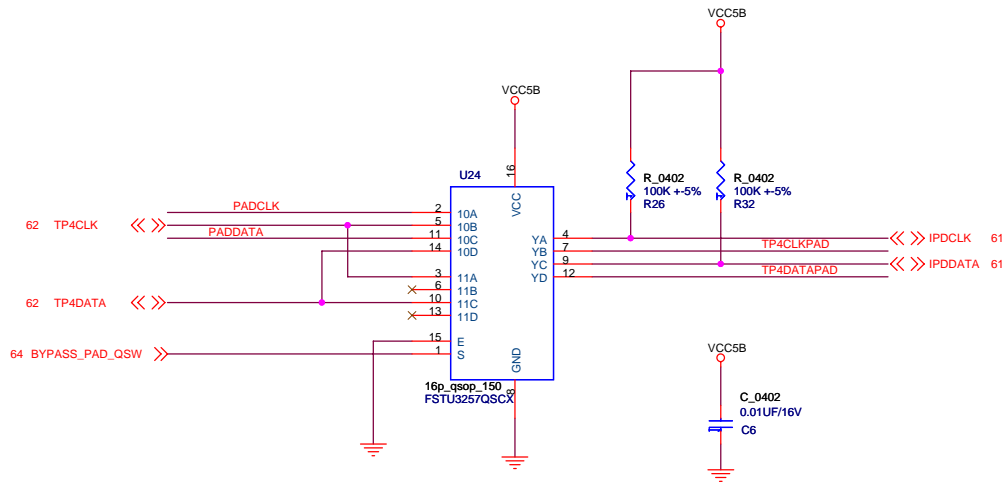 VCC5B
VCC5B
U24
16
VCC
R_0402
100K +-5%
R26
R_0402
100K +-5%
R32
PADCLK
2
10A
62 TP4CLK
5
10B
PADDATA
11
10C
14
10D
YA
4
IPDCLK 61
YB
7
TP4CLKPAD
YC
9
IPDDATA 61
YD
12
TP4DATAPAD
3
11A
6
11B
62 TP4DATA
10
11C
13
11D
15
E
64 BYPASS_PAD_QSW
1
S
GND
8
16p_qsop_150
FSTU3257QSCX
VCC5B
C_0402
0.01UF/16V
C6